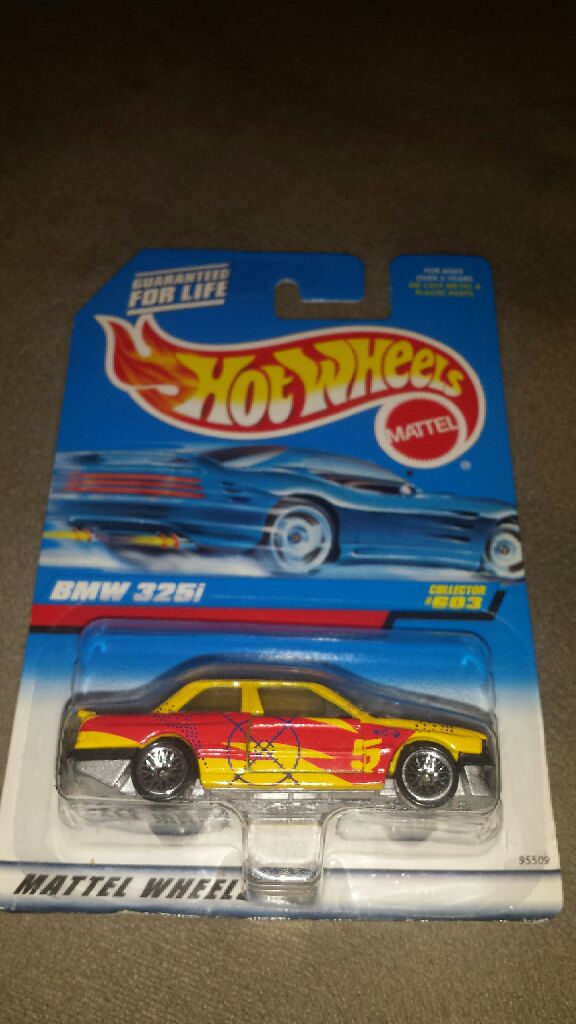 GUARANTEED
FOR LIFE
FOR AGES
OVER 3 YEARS
DIE CAST METAL &
PLASTIC PARTS.
HOT WHEELS
MATTEL
®
BMW 325i
COLLECTOR
#603
5
95509
MATTEL WHEELS